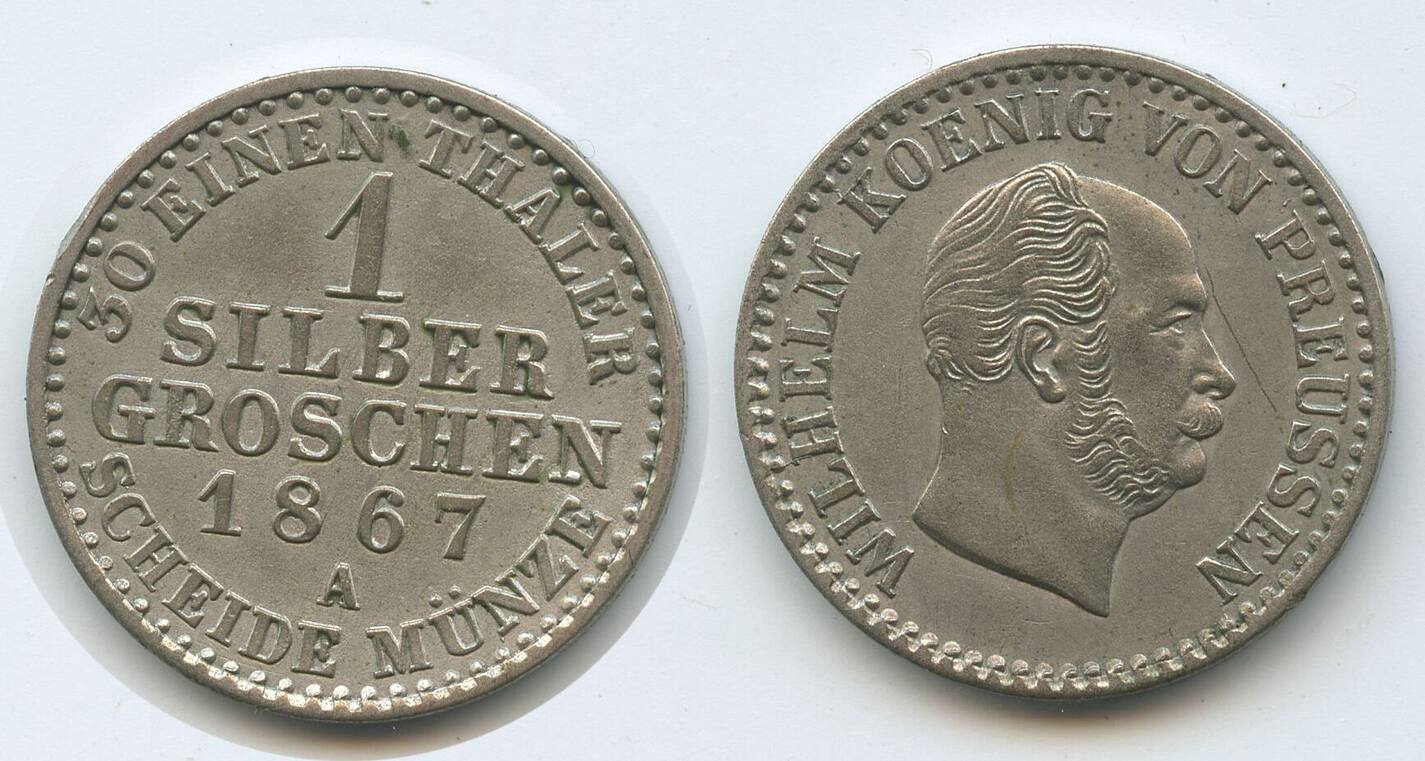 30 EINEN THALER
1
SILBER
GROSCHEN
1867
A
SCHEIDE MÜNZE
WILHELM KOENIG VON PREUSSEN